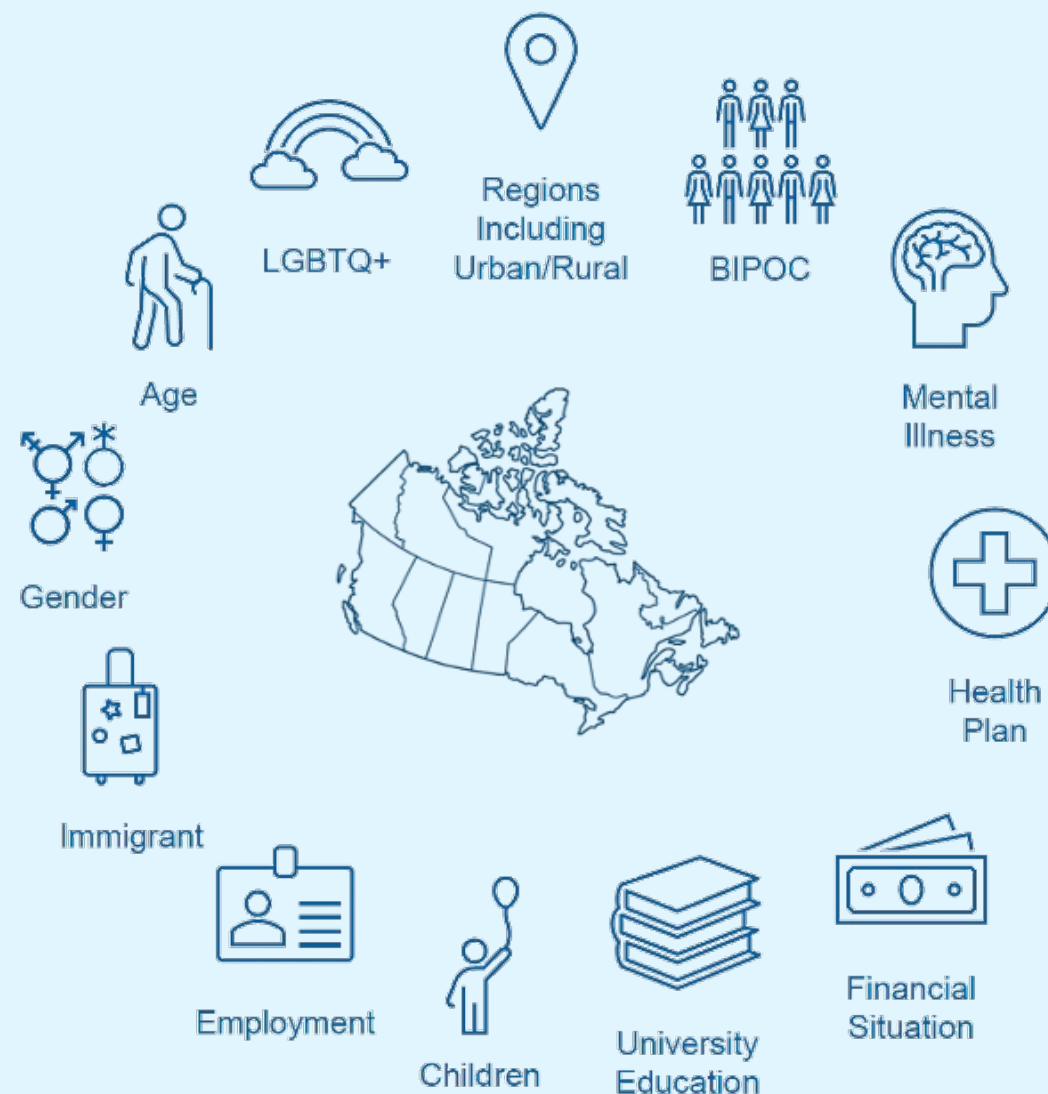 Regions
Including
Urban/Rural
LGBTQ+
BIPOC
Age
Mental
Illness
Gender
Health
Plan
Immigrant
Employment
Children
University
Education
Financial
Situation